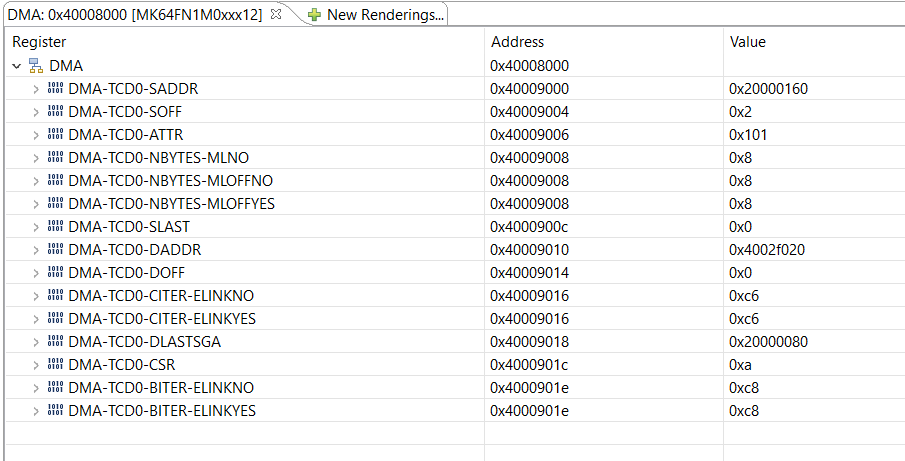 DMA: 0x40008000 [MK64FN1M0xxx12] New Renderings...
Register Address Value
DMA 0x40008000
DMA-TCD0-SADDR 0x40009000 0x20000160
DMA-TCD0-SOFF 0x40009004 0x2
DMA-TCD0-ATTR 0x40009006 0x101
DMA-TCD0-NBYTES-MLNO 0x40009008 0x8
DMA-TCD0-NBYTES-MLOFFNO 0x40009008 0x8
DMA-TCD0-NBYTES-MLOFFYES 0x40009008 0x8
DMA-TCD0-SLAST 0x4000900c 0x0
DMA-TCD0-DADDR 0x40009010 0x4002f020
DMA-TCD0-DOFF 0x40009014 0x0
DMA-TCD0-CITER-ELINKNO 0x40009016 0xc6
DMA-TCD0-CITER-ELINKYES 0x40009016 0xc6
DMA-TCD0-DLASTSGA 0x40009018 0x20000080
DMA-TCD0-CSR 0x4000901c 0xa
DMA-TCD0-BITER-ELINKNO 0x4000901e 0xc8
DMA-TCD0-BITER-ELINKYES 0x4000901e 0xc8